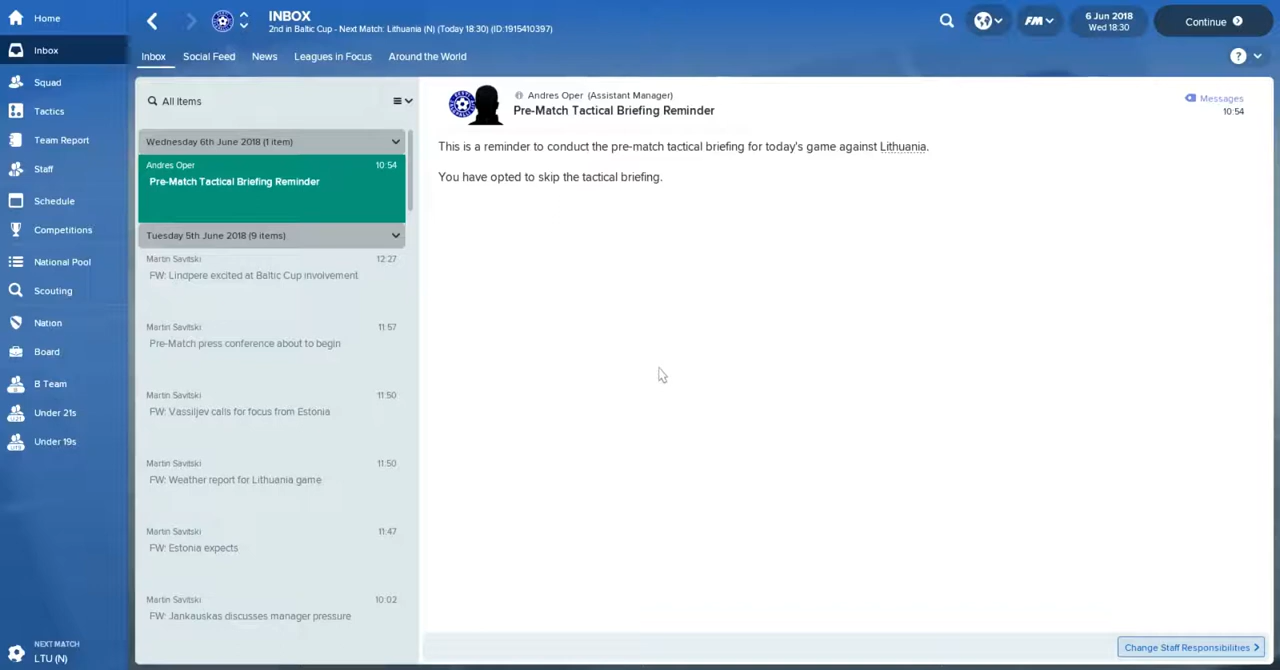 Home
Inbox
Squad
Tactics
Team Report
Staff
Schedule
Competitions
National Pool
Scouting
Nation
Board
B Team
Under 21s
Under 19s
NEXT MATCH
LTU (N)
INBOX
2nd in Baltic Cup - Next Match: Lithuania (N) (Today 18:30) (ID:1915410397)
FM
6 Jun 2018
Wed 18:30
Continue
Inbox
Social Feed
News
Leagues in Focus
Around the World
?
All Items
Wednesday 6th June 2018 (1 item)
Andres Oper 10:54
Pre-Match Tactical Briefing Reminder
Tuesday 5th June 2018 (9 items)
Martin Savitski 12:27
FW: Lindpere excited at Baltic Cup involvement
Martin Savitski 11:57
Pre-Match press conference about to begin
Martin Savitski 11:50
FW: Vassiljev calls for focus from Estonia
Martin Savitski 11:50
FW: Weather report for Lithuania game
Martin Savitski 11:47
FW: Estonia expects
Martin Savitski 10:02
FW: Jankauskas discusses manager pressure
Andres Oper (Assistant Manager)
Pre-Match Tactical Briefing Reminder
Messages
10:54
This is a reminder to conduct the pre-match tactical briefing for today's game against Lithuania.
You have opted to skip the tactical briefing.
Change Staff Responsibilities